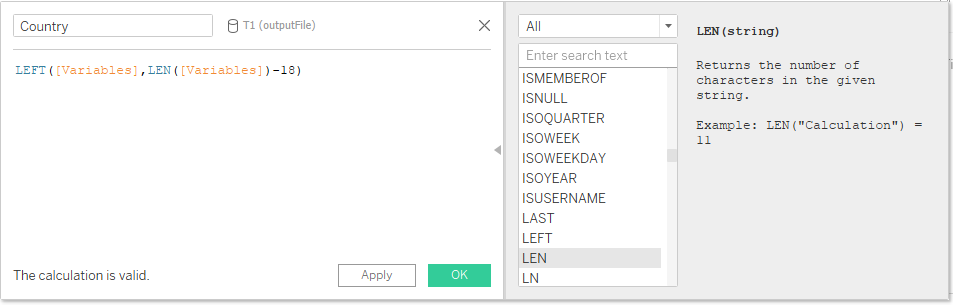 Country
T1 (outputFile)
LEFT([Variables],LEN([Variables])-18)
The calculation is valid.
Apply
OK
All
Enter search text
ISMEMBEROF
ISNULL
ISOQUARTER
ISOWEEK
ISOWEEKDAY
ISOYEAR
ISUSERNAME
LAST
LEFT
LEN
LN
LEN(string)
Returns the number of
characters in the given
string.
Example: LEN("Calculation") =
11